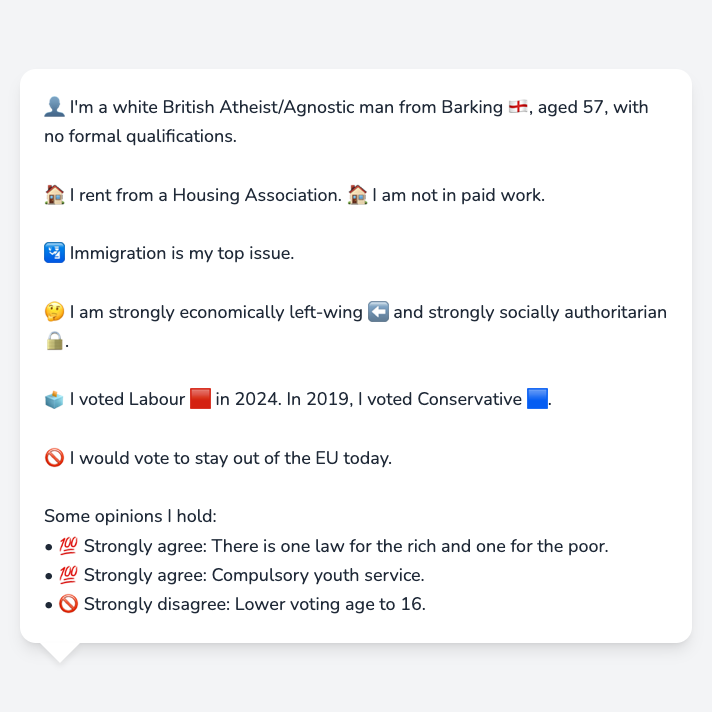 👤 I'm a white British Atheist/Agnostic man from Barking 🏴󠁧󠁢󠁥󠁮󠁧󠁿, aged 57, with
no formal qualifications.
🏠 I rent from a Housing Association. 🏠 I am not in paid work.
🛂 Immigration is my top issue.
🤔 I am strongly economically left-wing ⬅️ and strongly socially authoritarian
🔒.
🗳️ I voted Labour 🟥 in 2024. In 2019, I voted Conservative 🟦.
🚫 I would vote to stay out of the EU today.
Some opinions I hold:
• 💯 Strongly agree: There is one law for the rich and one for the poor.
• 💯 Strongly agree: Compulsory youth service.
• 🚫 Strongly disagree: Lower voting age to 16.